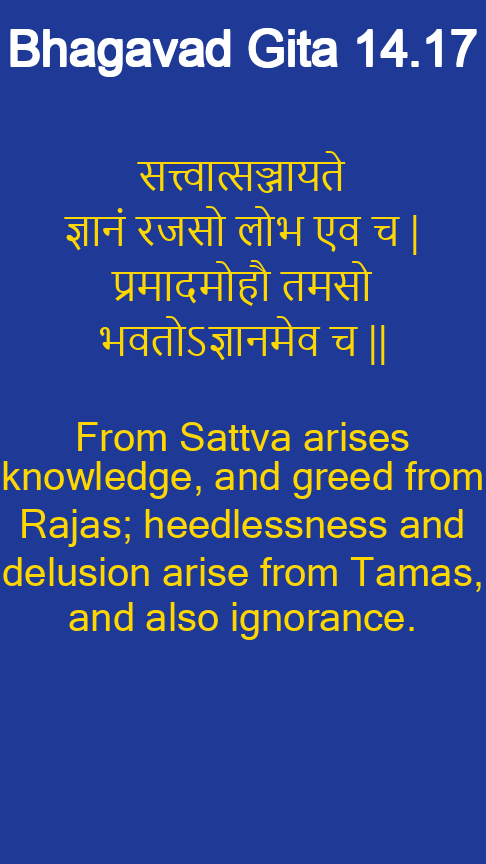 Bhagavad Gita 14.17
सत्त्वात्सञ्जायते
ज्ञानं रजसो लोभ एव च |
प्रमादमोहौ तमसो
भवतोऽज्ञानमेव च ||
From Sattva arises
knowledge, and greed from
Rajas; heedlessness and
delusion arise from Tamas,
and also ignorance.